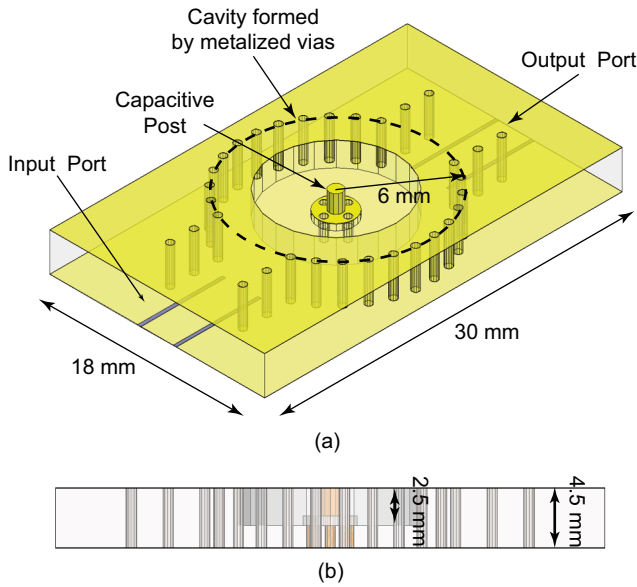 Cavity formed
by metalized vias
Output Port
Capacitive
Post
Input Port
6 mm
30 mm
18 mm
(a)
2.5 mm
4.5 mm
(b)